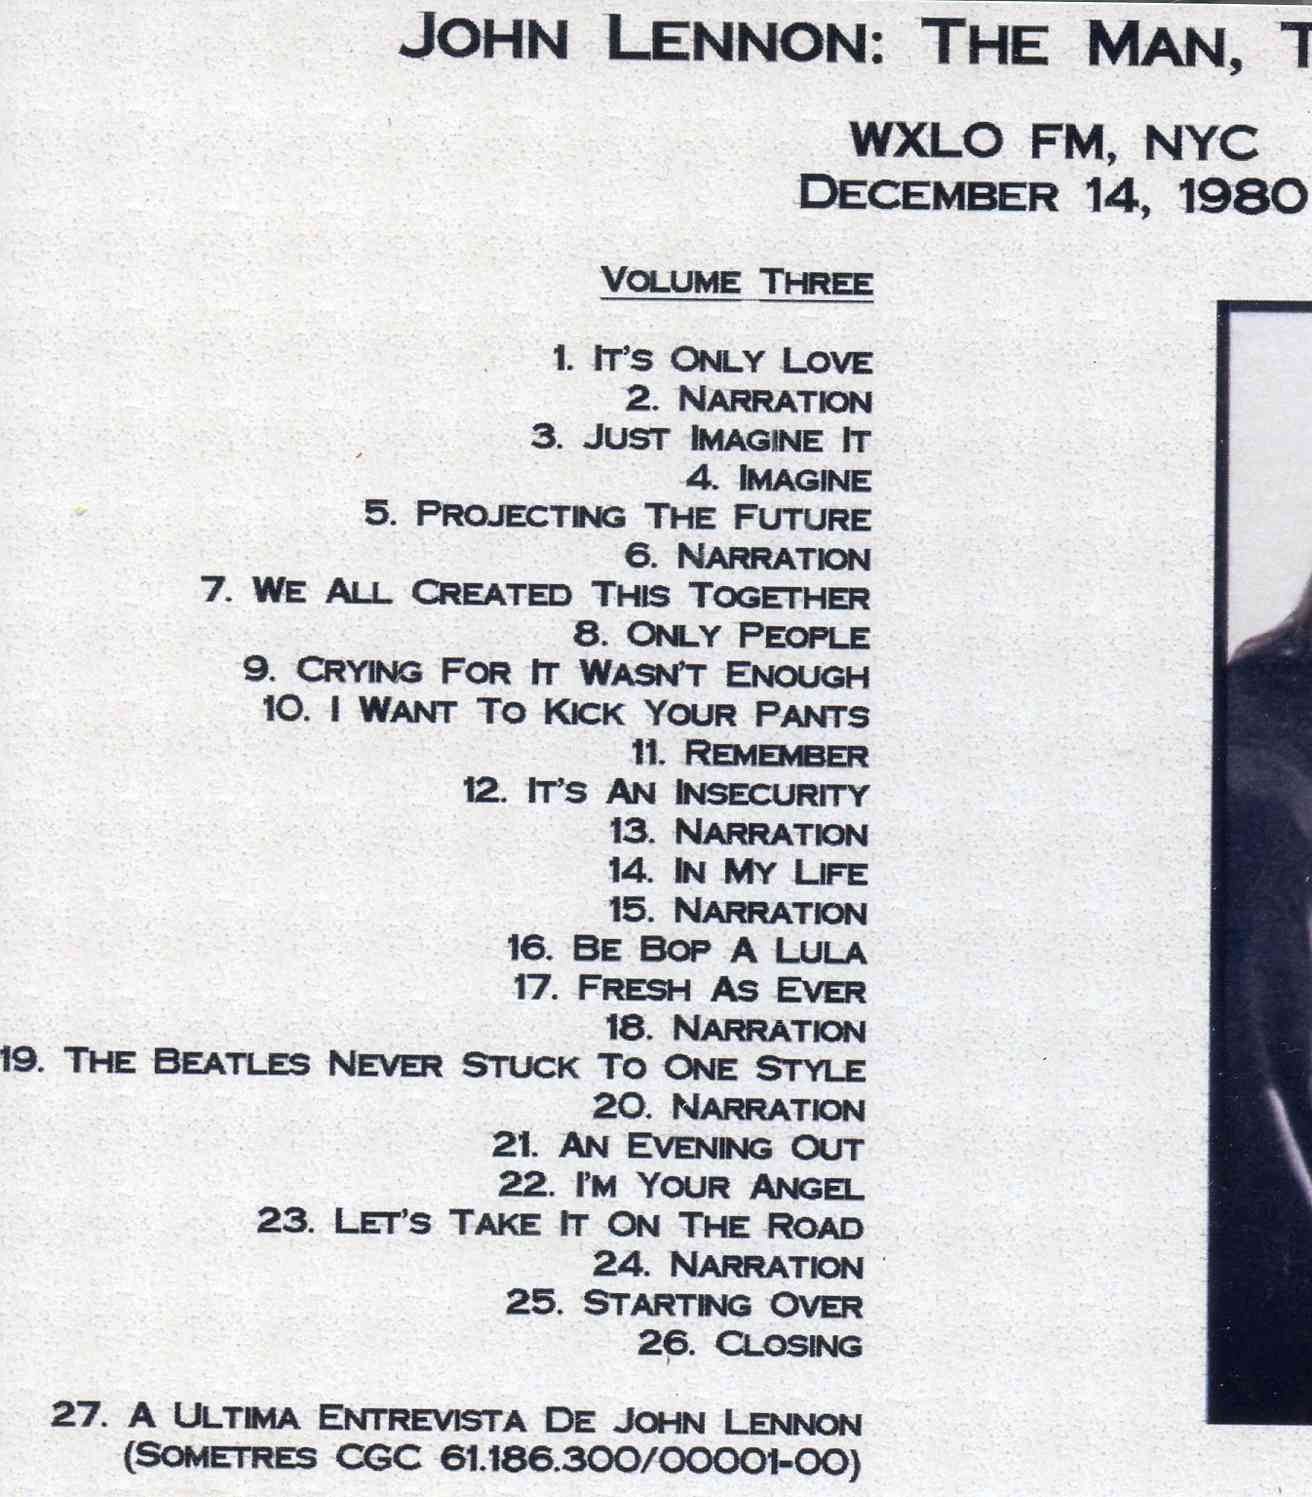 JOHN LENNON: THE MAN,
WXLO FM, NYC
DECEMBER 14, 1980
VOLUME THREE
1. IT'S ONLY LOVE
2. NARRATION
3. JUST IMAGINE IT
4. IMAGINE
5. PROJECTING THE FUTURE
6. NARRATION
7. WE ALL CREATED THIS TOGETHER
8. ONLY PEOPLE
9. CRYING FOR IT WASN'T ENOUGH
10. I WANT TO KICK YOUR PANTS
11. REMEMBER
12. IT'S AN INSECURITY
13. NARRATION
14. IN MY LIFE
15. NARRATION
16. BE BOP A LULA
17. FRESH AS EVER
18. NARRATION
19. THE BEATLES NEVER STUCK TO ONE STYLE
20. NARRATION
21. AN EVENING OUT
22. I'M YOUR ANGEL
23. LET'S TAKE IT ON THE ROAD
24. NARRATION
25. STARTING OVER
26. CLOSING
27. A ULTIMA ENTREVISTA DE JOHN LENNON
(SOMETRES CGC 61.186.300/00001-00)